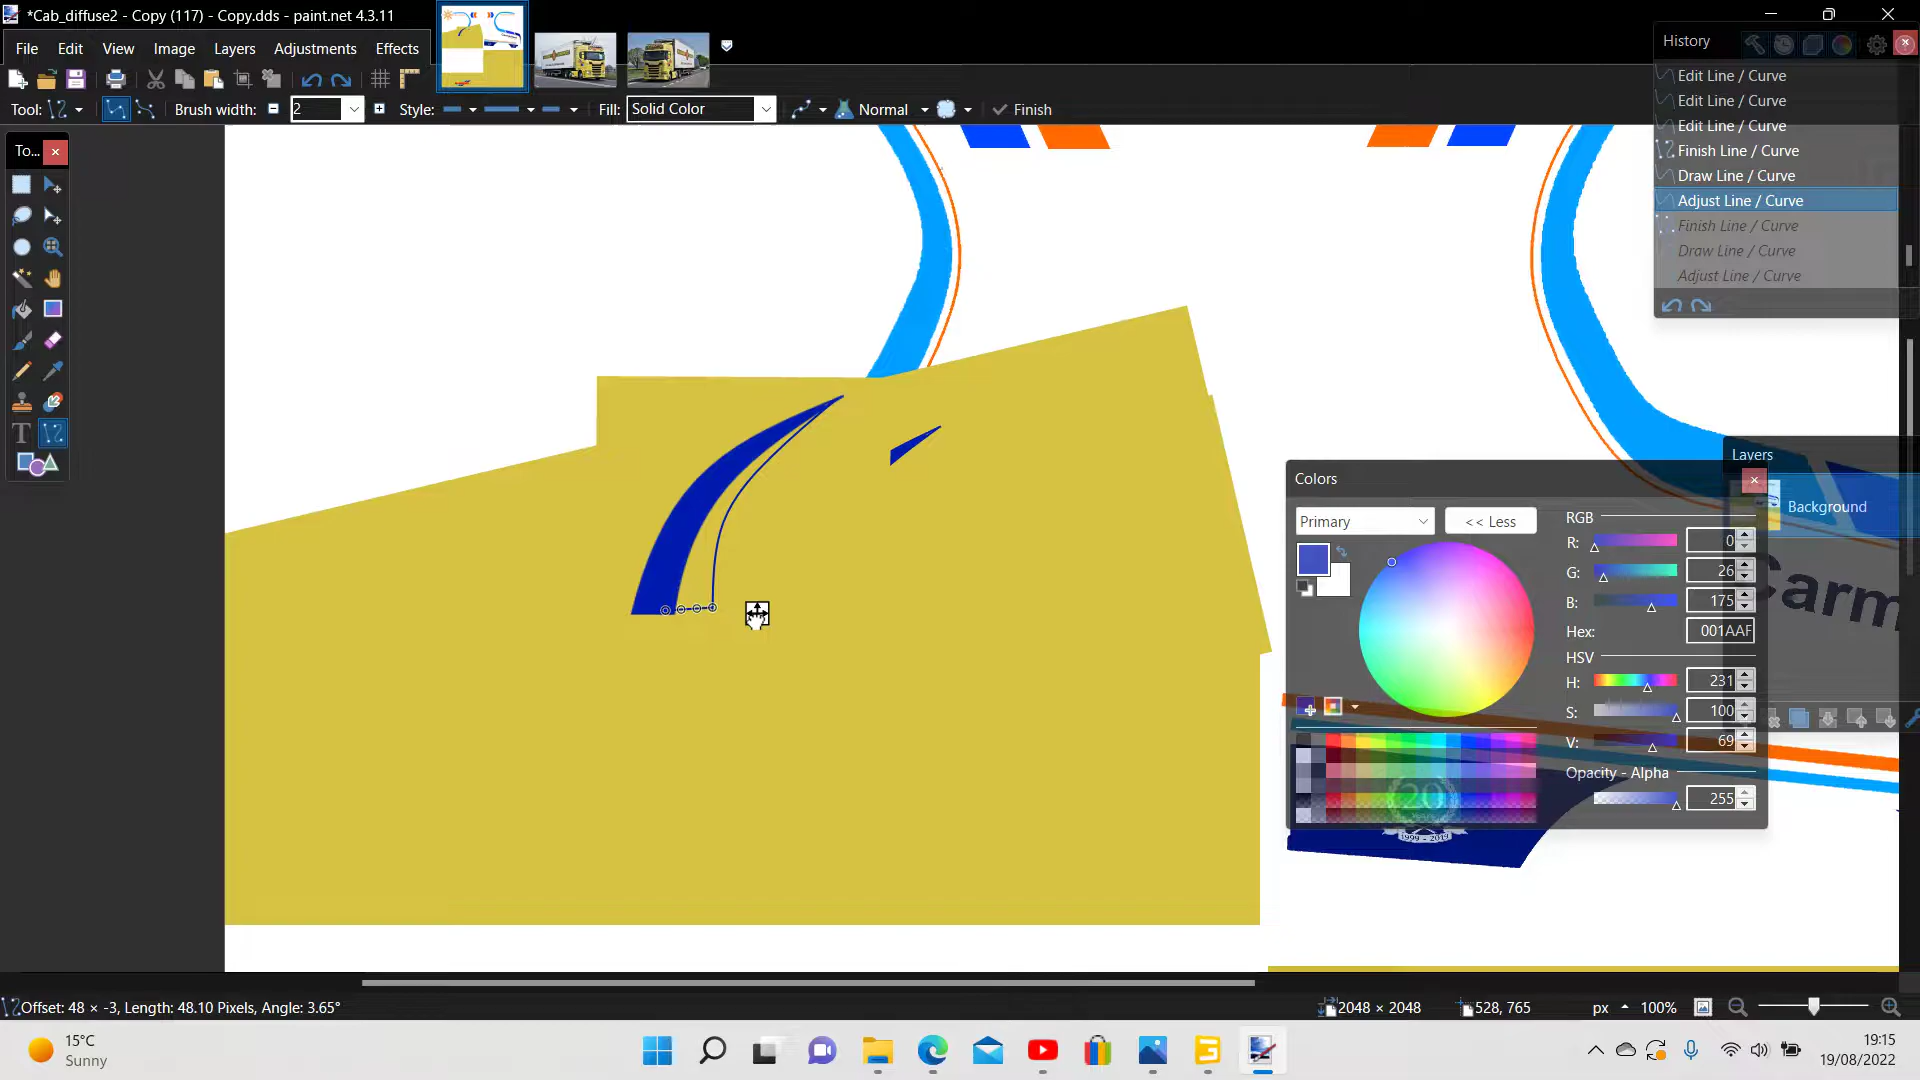 *Cab_diffuse2 - Copy (117) - Copy.dds - paint.net 4.3.11
File Edit View Image Layers Adjustments Effects
Tool: Brush width: 2 Style: Fill: Solid Color Normal Finish
To...
History
Edit Line / Curve
Edit Line / Curve
Edit Line / Curve
Finish Line / Curve
Draw Line / Curve
Adjust Line / Curve
Finish Line / Curve
Draw Line / Curve
Adjust Line / Curve
Layers
Background
Carm
Colors
Primary
<< Less
RGB
R: 0
G: 26
B: 175
Hex: 001AAF
HSV
H: 231
S: 100
V: 69
Opacity - Alpha
255
20
1999 - 2019
Offset: 48 × -3, Length: 48.10 Pixels, Angle: 3.65°
2048 × 2048
528, 765
px
100%
15°C
Sunny
19:15
19/08/2022